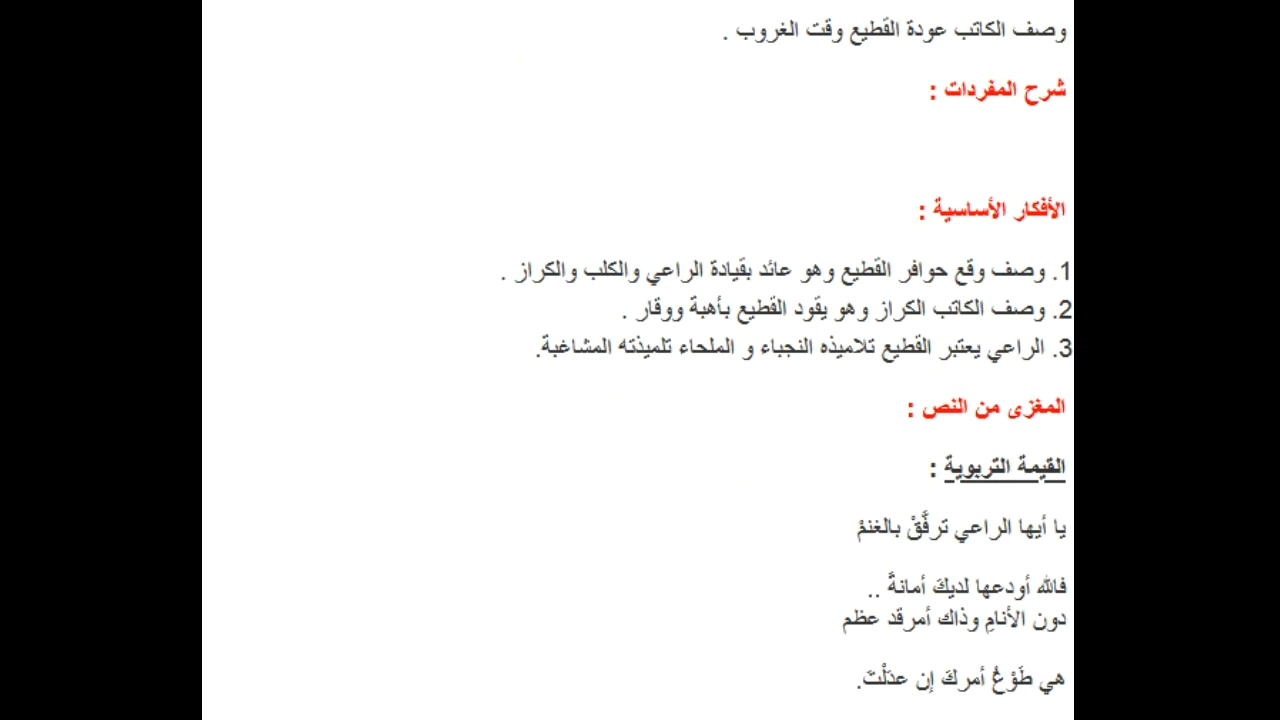 وصف الكاتب عودة القطيع وقت الغروب .
شرح المفردات :
الأفكار الأساسية :
1. وصف وقع حوافر القطيع وهو عائد بقيادة الراعي والكلب والكراز .
2. وصف الكاتب الكراز وهو يقود القطيع بأهبة ووقار .
3. الراعي يعتبر القطيع تلاميذه النجباء و الملحاء تلميذته المشاغبة.
المغزى من النص :
القيمة التربوية :
يا أيها الراعي ترفَّقْ بالغنمْ
فالله أودعها لديكَ أمانةً ..
دون الأنامِ وذاك أمرقد عظم
هي طَوْعُ أمركَ إن عدَلْتَ.